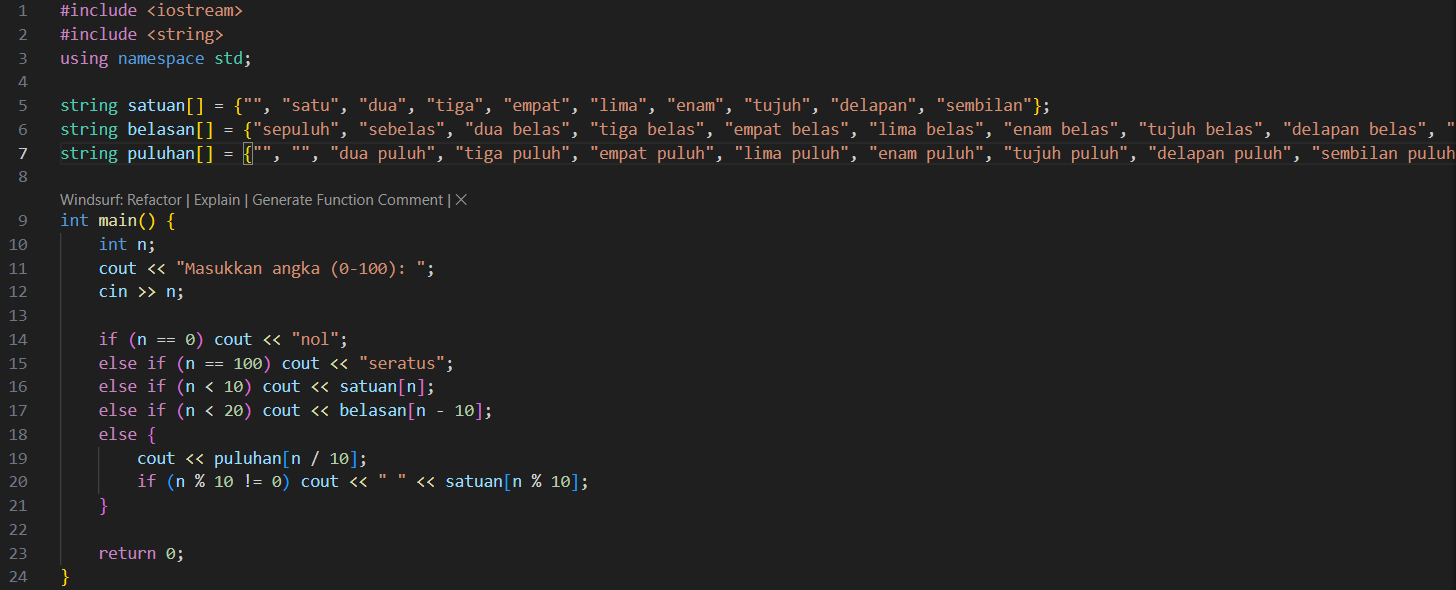 1 #include <iostream>
2 #include <string>
3 using namespace std;
4
5 string satuan[] = {"", "satu", "dua", "tiga", "empat", "lima", "enam", "tujuh", "delapan", "sembilan"};
6 string belasan[] = {"sepuluh", "sebelas", "dua belas", "tiga belas", "empat belas", "lima belas", "enam belas", "tujuh belas", "delapan belas", "
7 string puluhan[] = {"", "", "dua puluh", "tiga puluh", "empat puluh", "lima puluh", "enam puluh", "tujuh puluh", "delapan puluh", "sembilan puluh
8
Windsurf: Refactor | Explain | Generate Function Comment | ×
9 int main() {
10 int n;
11 cout << "Masukkan angka (0-100): ";
12 cin >> n;
13
14 if (n == 0) cout << "nol";
15 else if (n == 100) cout << "seratus";
16 else if (n < 10) cout << satuan[n];
17 else if (n < 20) cout << belasan[n - 10];
18 else {
19 cout << puluhan[n / 10];
20 if (n % 10 != 0) cout << " " << satuan[n % 10];
21 }
22
23 return 0;
24 }